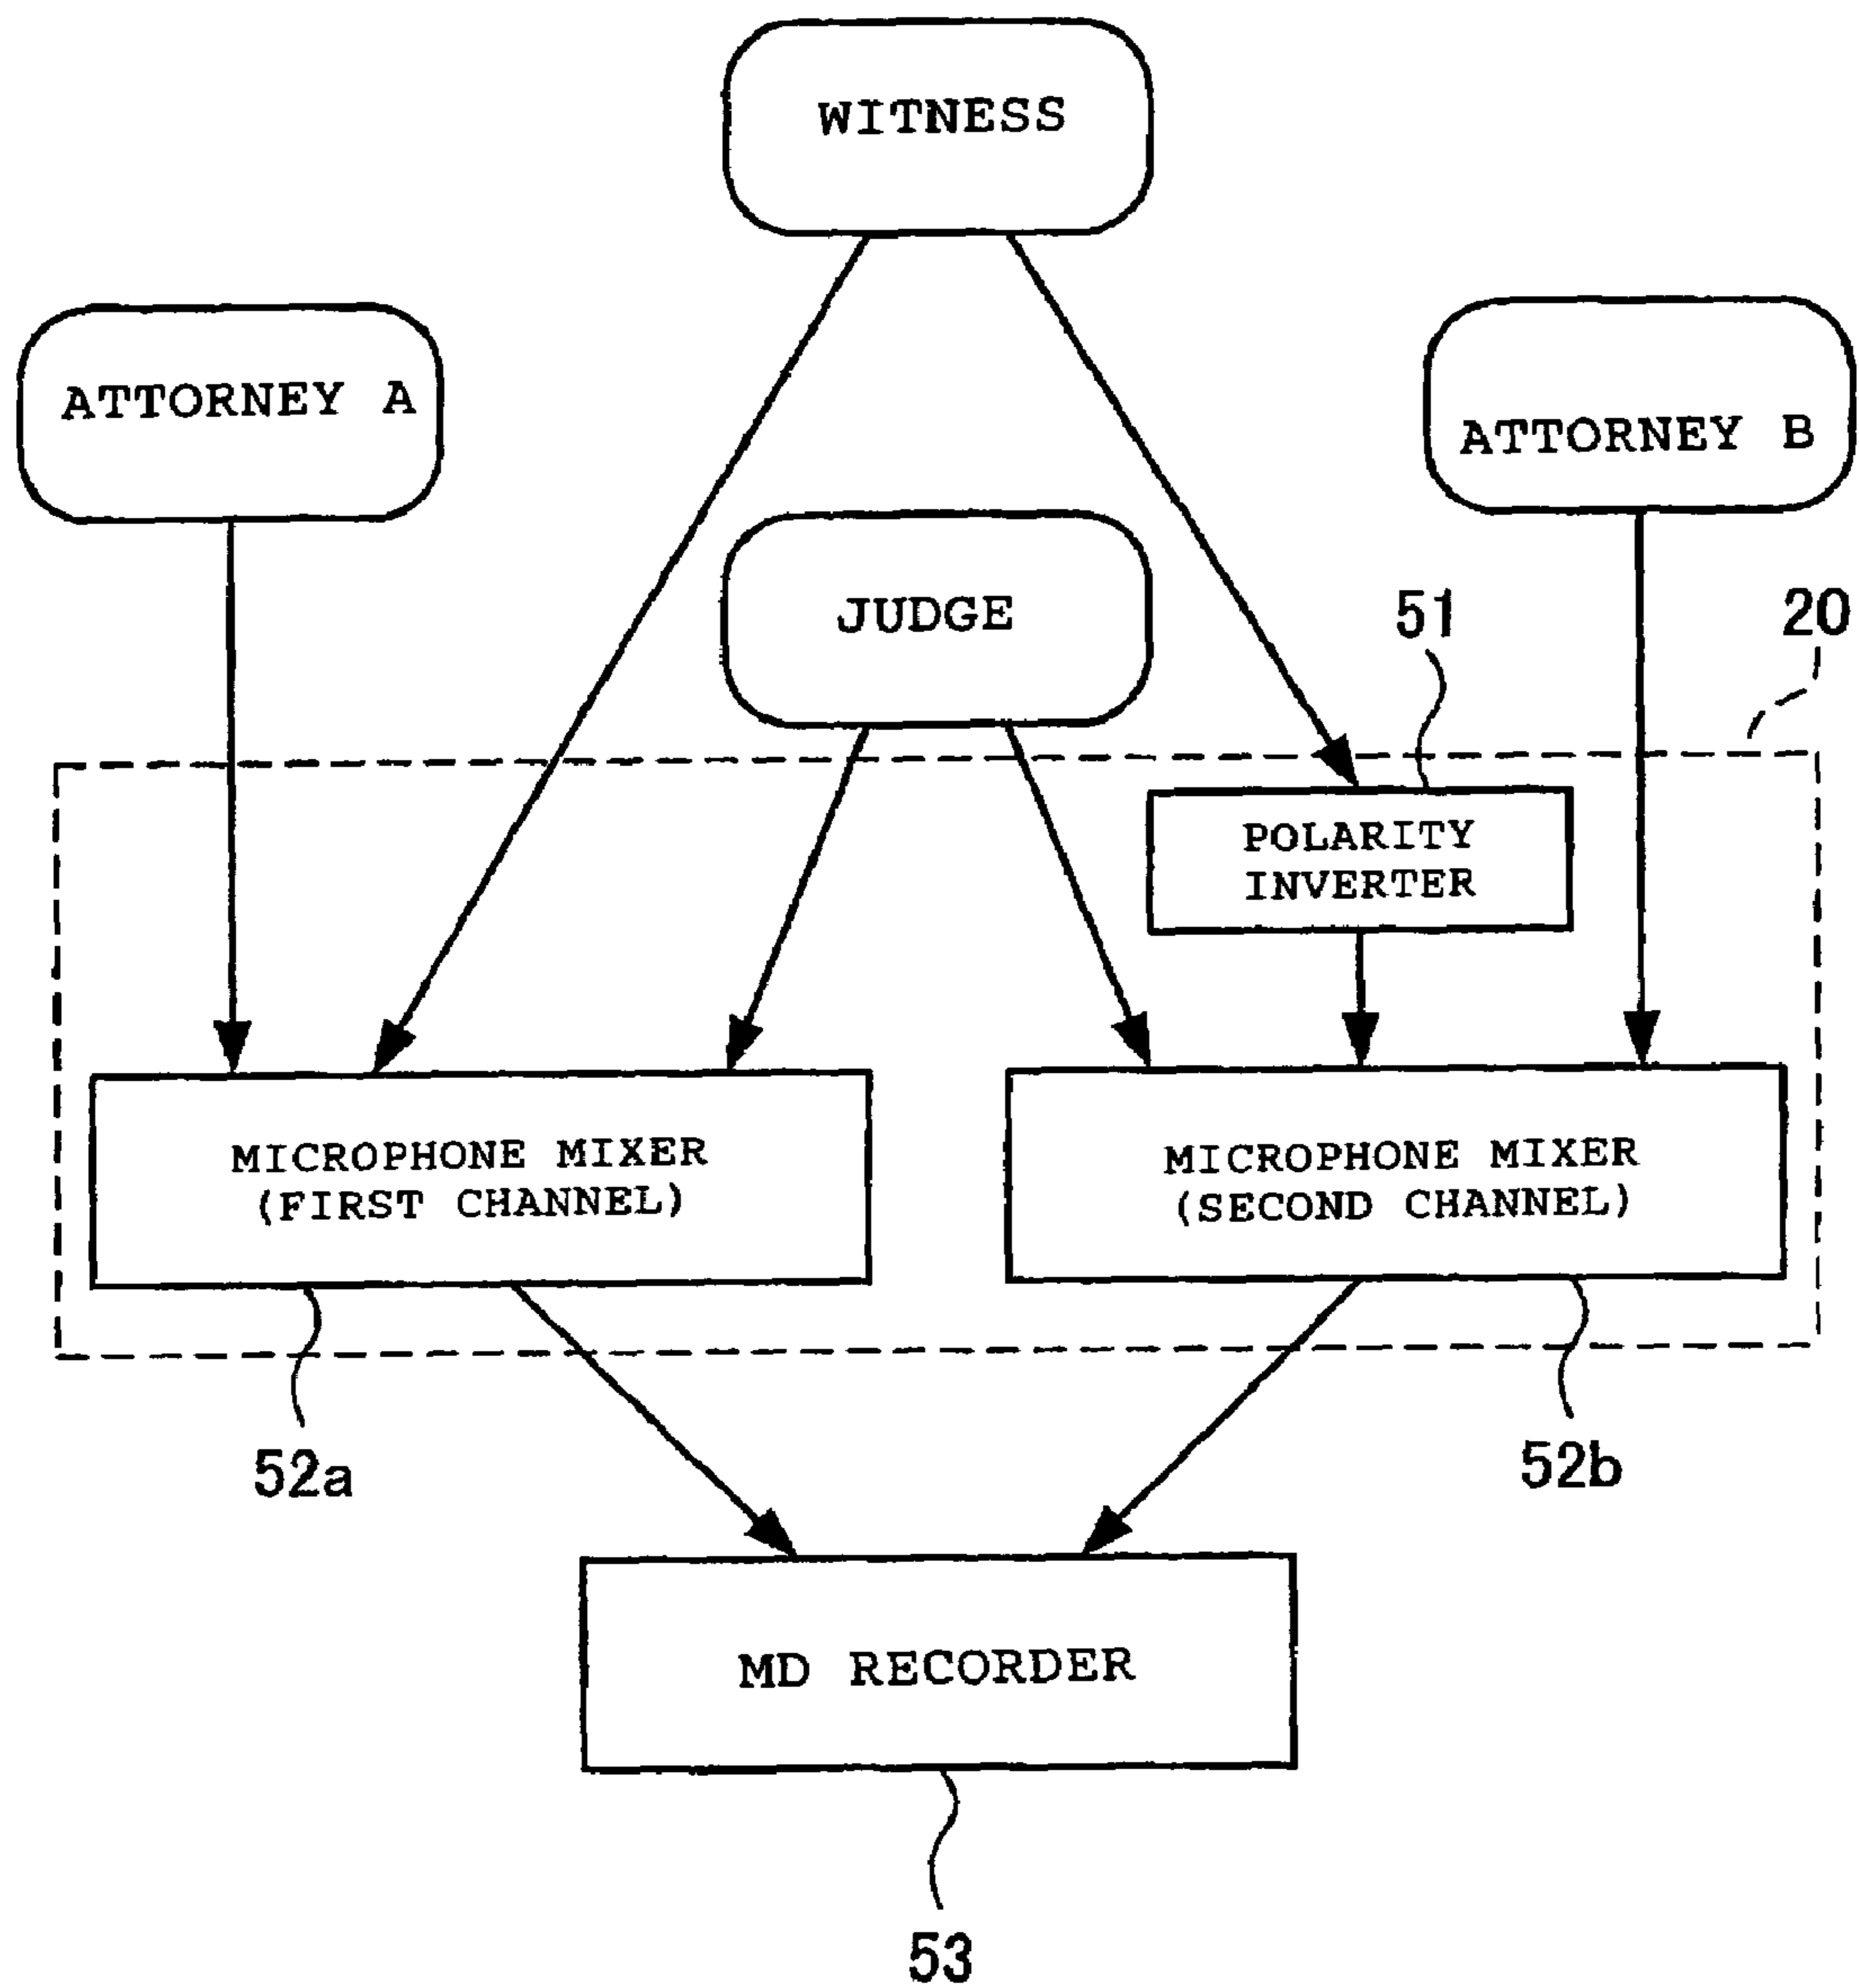 WITNESS
ATTORNEY A
ATTORNEY B
JUDGE
51
20
POLARITY
INVERTER
MICROPHONE MIXER
(FIRST CHANNEL)
MICROPHONE MIXER
(SECOND CHANNEL)
52a
52b
MD RECORDER
53